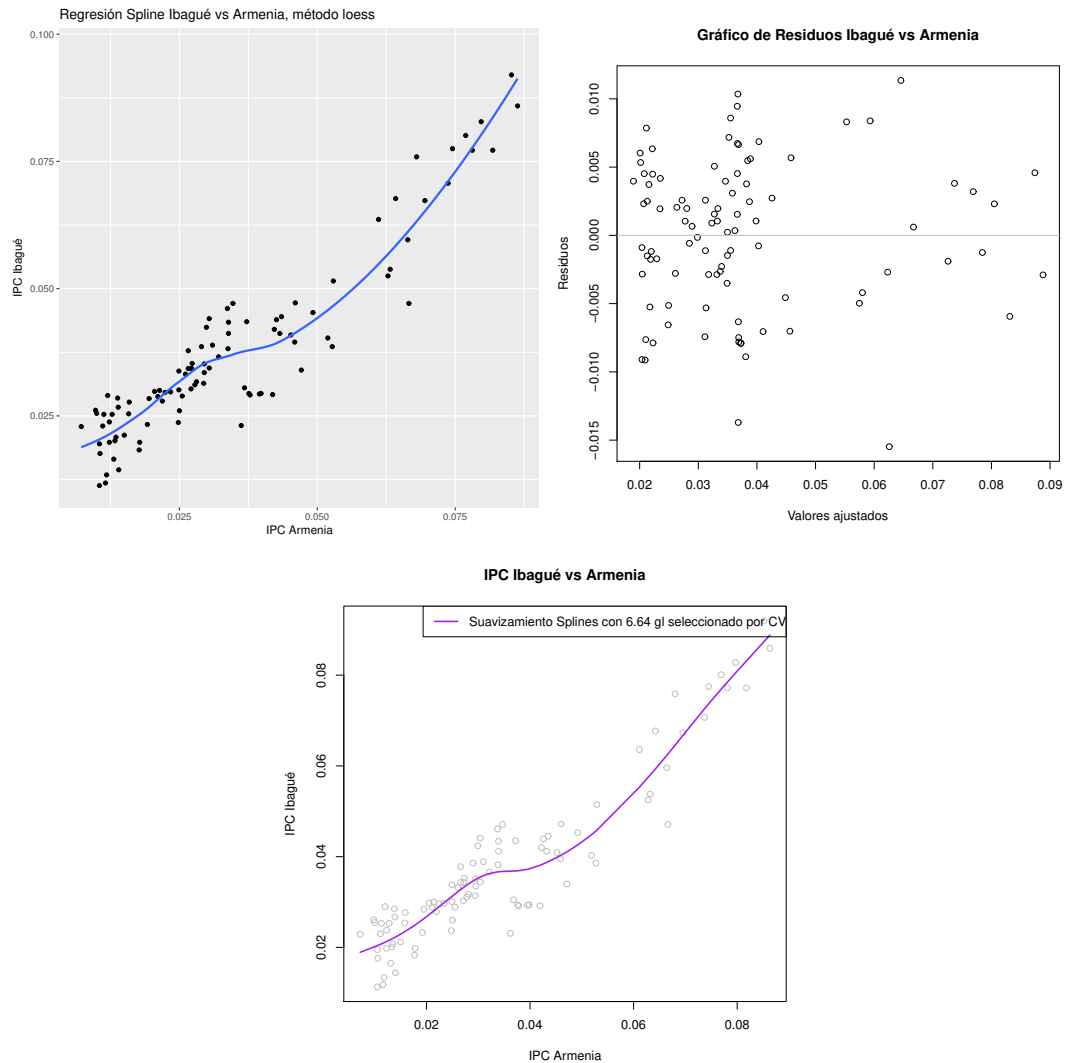 Regresión Spline Ibagué vs Armenia, método loess
0.100
0.075
0.050
0.025
IPC Ibagué
0.025
0.050
0.075
IPC Armenia
Gráfico de Residuos Ibagué vs Armenia
0.010
0.005
0.000
−0.005
−0.010
−0.015
Residuos
0.02
0.03
0.04
0.05
0.06
0.07
0.08
0.09
Valores ajustados
IPC Ibagué vs Armenia
Suavizamiento Splines con 6.64 gl seleccionado por CV
0.08
0.06
0.04
0.02
IPC Ibagué
0.02
0.04
0.06
0.08
IPC Armenia